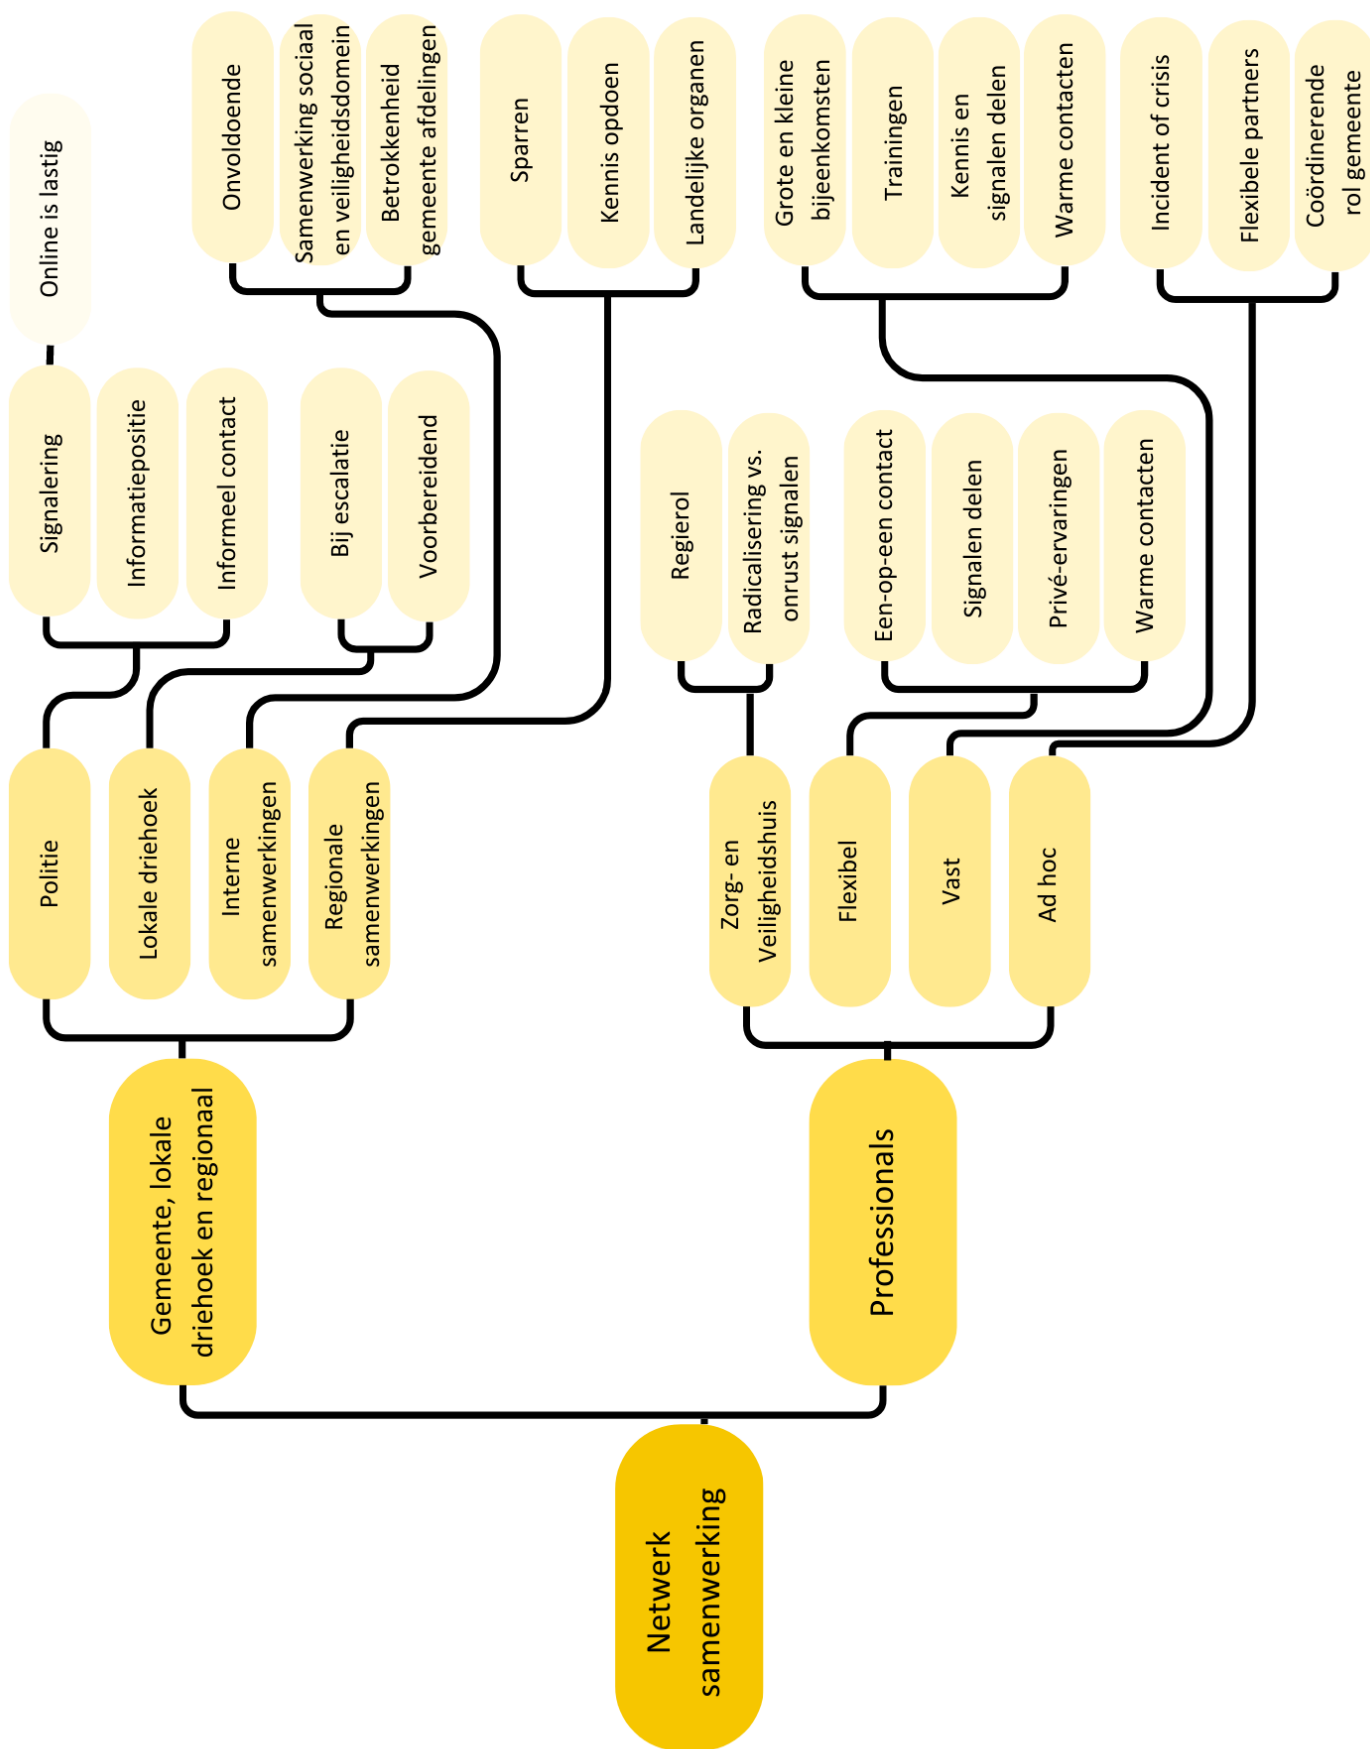 Netwerk
samenwerking
Gemeente, lokale
driehoek en regionaal
Politie
Signalering
Online is lastig
Informatiepositie
Informeel contact
Lokale driehoek
Bij escalatie
Voorbereidend
Interne
samenwerkingen
Onvoldoende
Samenwerking sociaal
en veiligheidsdomein
Betrokkenheid
gemeente afdelingen
Regionale
samenwerkingen
Sparren
Kennis opdoen
Landelijke organen
Professionals
Zorg- en
Veiligheidshuis
Regierol
Radicalisering vs.
onrust signalen
Flexibel
Een-op-een contact
Signalen delen
Privé-ervaringen
Warme contacten
Vast
Grote en kleine
bijeenkomsten
Trainingen
Kennis en
signalen delen
Warme contacten
Ad hoc
Incident of crisis
Flexibele partners
Coördinerende
rol gemeente